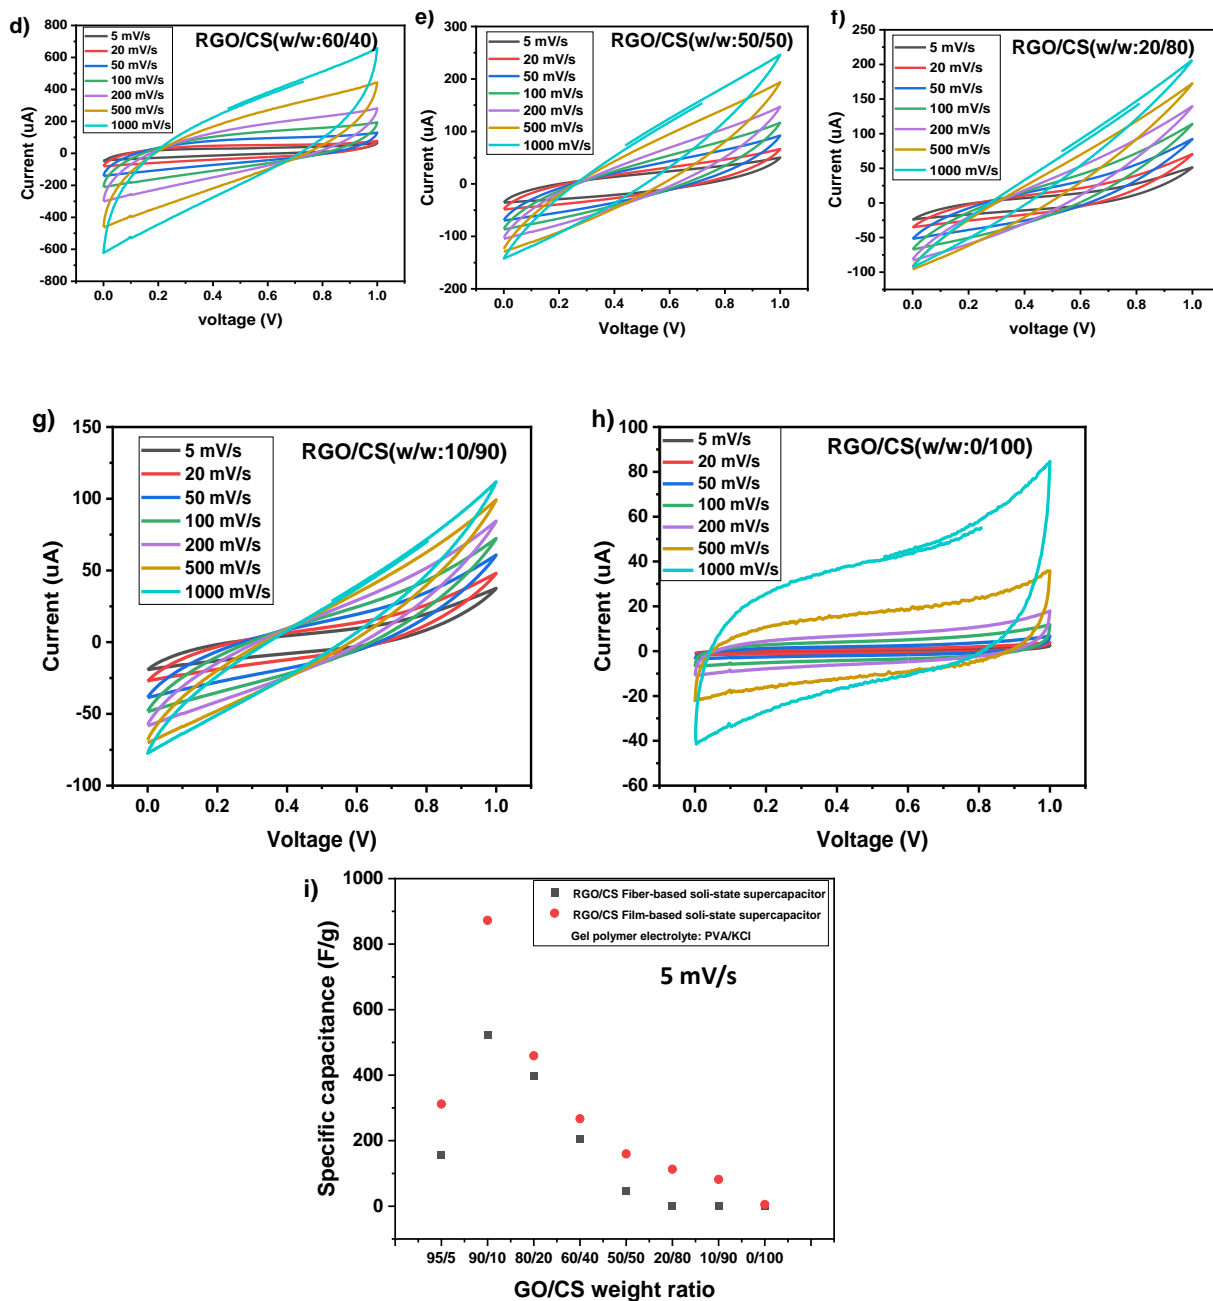 d)
RGO/CS(w/w:60/40)
5 mV/s
20 mV/s
50 mV/s
100 mV/s
200 mV/s
500 mV/s
1000 mV/s
800
600
400
200
0
-200
-400
-600
-800
Current (uA)
0.0 0.2 0.4 0.6 0.8 1.0
voltage (V)
e)
RGO/CS(w/w:50/50)
5 mV/s
20 mV/s
50 mV/s
100 mV/s
200 mV/s
500 mV/s
1000 mV/s
300
200
100
0
-100
-200
Current (uA)
0.0 0.2 0.4 0.6 0.8 1.0
Voltage (V)
f)
RGO/CS(w/w:20/80)
5 mV/s
20 mV/s
50 mV/s
100 mV/s
200 mV/s
500 mV/s
1000 mV/s
250
200
150
100
50
0
-50
-100
Current (uA)
0.0 0.2 0.4 0.6 0.8 1.0
voltage (V)
g)
RGO/CS(w/w:10/90)
5 mV/s
20 mV/s
50 mV/s
100 mV/s
200 mV/s
500 mV/s
1000 mV/s
150
100
50
0
-50
-100
Current (uA)
0.0 0.2 0.4 0.6 0.8 1.0
Voltage (V)
h)
RGO/CS(w/w:0/100)
5 mV/s
20 mV/s
50 mV/s
100 mV/s
200 mV/s
500 mV/s
1000 mV/s
100
80
60
40
20
0
-20
-40
-60
Current (uA)
0.0 0.2 0.4 0.6 0.8 1.0
Voltage (V)
i)
RGO/CS Fiber-based soli-state supercapacitor
RGO/CS Film-based soli-state supercapacitor
Gel polymer electrolyte: PVA/KCl
5 mV/s
1000
800
600
400
200
0
Specific capacitance (F/g)
95/5 90/10 80/20 60/40 50/50 20/80 10/90 0/100
GO/CS weight ratio